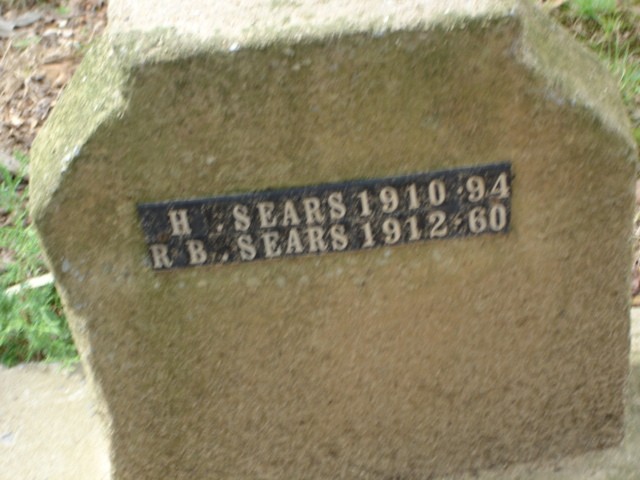 H . SEARS 1910 · 94
R B . SEARS 1912 · 60